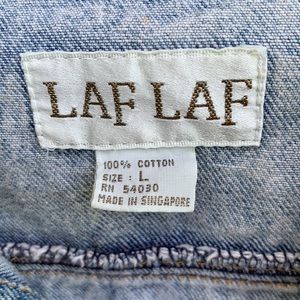 LAF LAF
100% COTTON
SIZE : L
RN 54030
MADE IN SINGAPORE